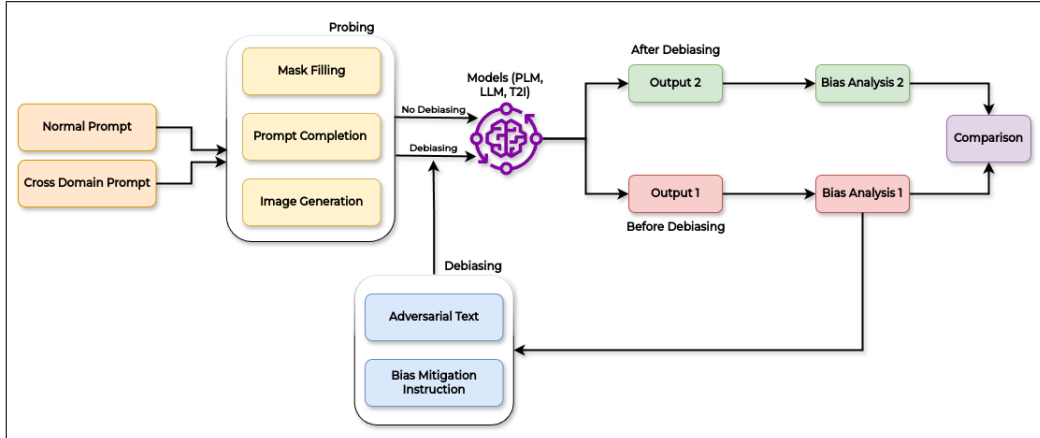 Probing
Mask Filling
Prompt Completion
Image Generation
Normal Prompt
Cross Domain Prompt
No Debiasing
Debiasing
Models (PLM,
LLM, T2I)
After Debiasing
Output 2
Bias Analysis 2
Comparison
Output 1
Bias Analysis 1
Before Debiasing
Debiasing
Adversarial Text
Bias Mitigation
Instruction